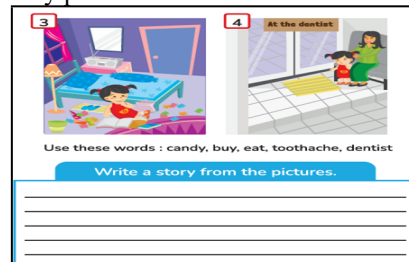 3
4
At the dentist
Use these words : candy, buy, eat, toothache, dentist
Write a story from the pictures.